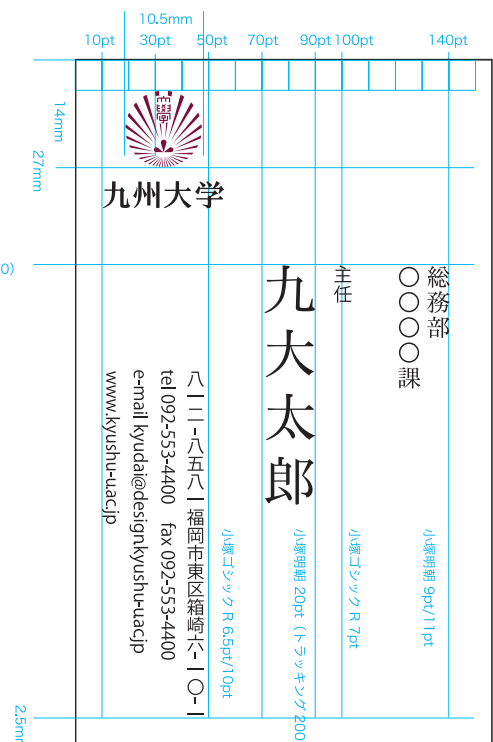 10.5mm
10pt 30pt 50pt 70pt 90pt 100pt 140pt
14mm
27mm
大學
九州大学
総務部
〇〇〇〇課
主任
九大太郎
八一二-八五八一 福岡市東区箱崎六-一〇-一
tel 092-553-4400 fax 092-553-4400
e-mail kyudai@designkyushu-u.acjp
www.kyushu-u.ac.jp
小塚明朝 9pt/11pt
小塚ゴシック R 7pt
小塚明朝 20pt（トラッキング 200
小塚ゴシック R 6.5pt/10pt
0）
2.5mm